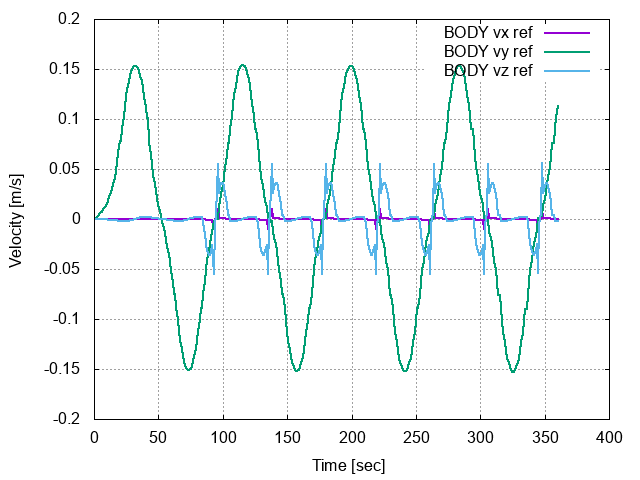 BODY vx ref
BODY vy ref
BODY vz ref
0.2
0.15
0.1
0.05
0
-0.05
-0.1
-0.15
-0.2
Velocity [m/s]
0 50 100 150 200 250 300 350 400
Time [sec]